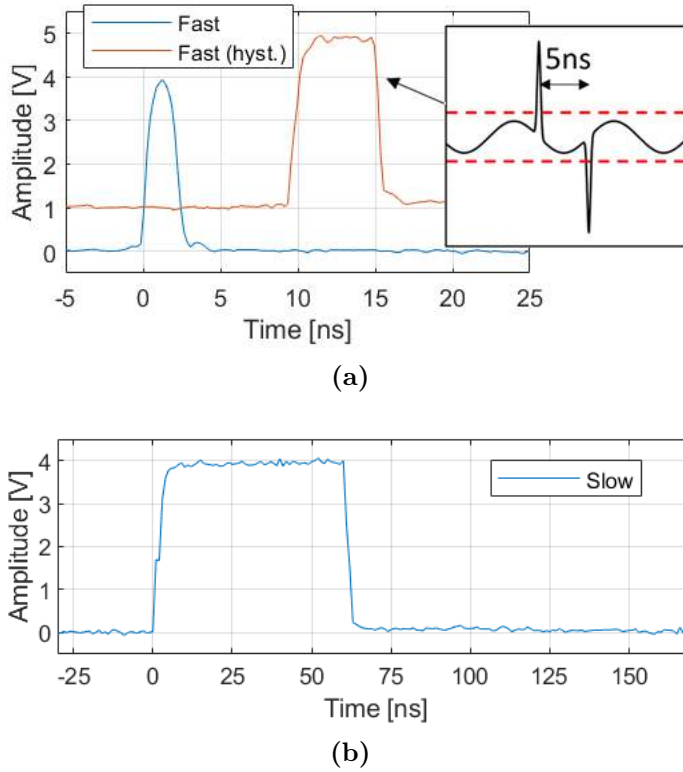 Fast
Fast (hyst.)
5ns
Amplitude [V]
5
4
3
2
1
0
-5 0 5 10 15 20 25
Time [ns]
(a)
Slow
Amplitude [V]
4
3
2
1
0
-25 0 25 50 75 100 125 150
Time [ns]
(b)